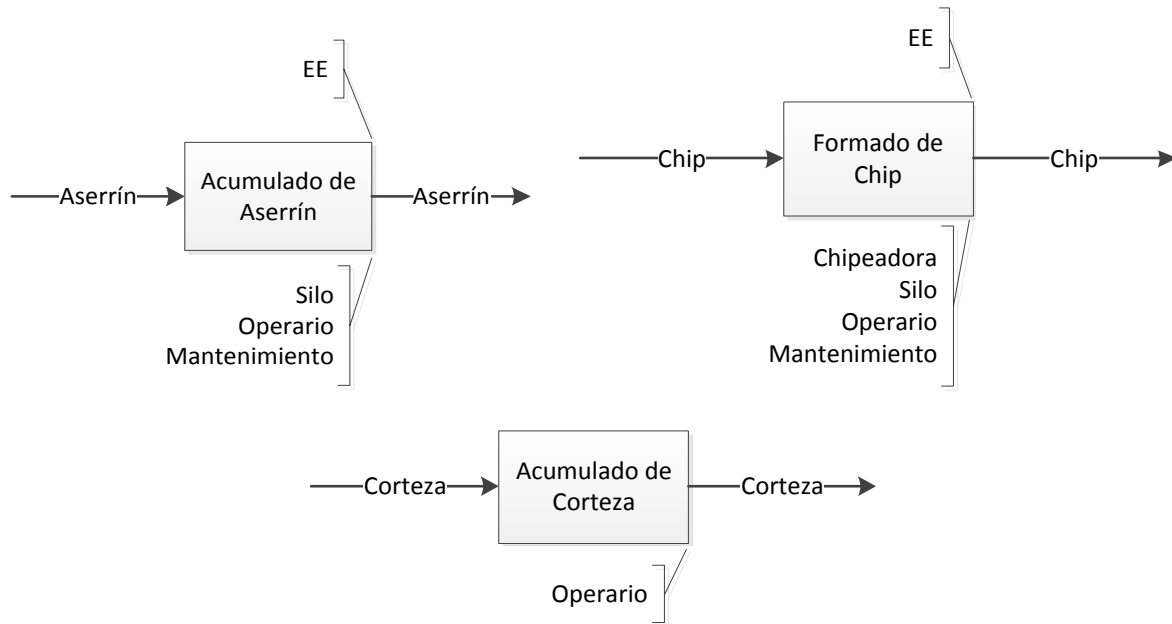 EE
Aserrín
Acumulado de
Aserrín
Aserrín
Silo
Operario
Mantenimiento
EE
Chip
Formado de
Chip
Chip
Chipeadora
Silo
Operario
Mantenimiento
Corteza
Acumulado de
Corteza
Corteza
Operario